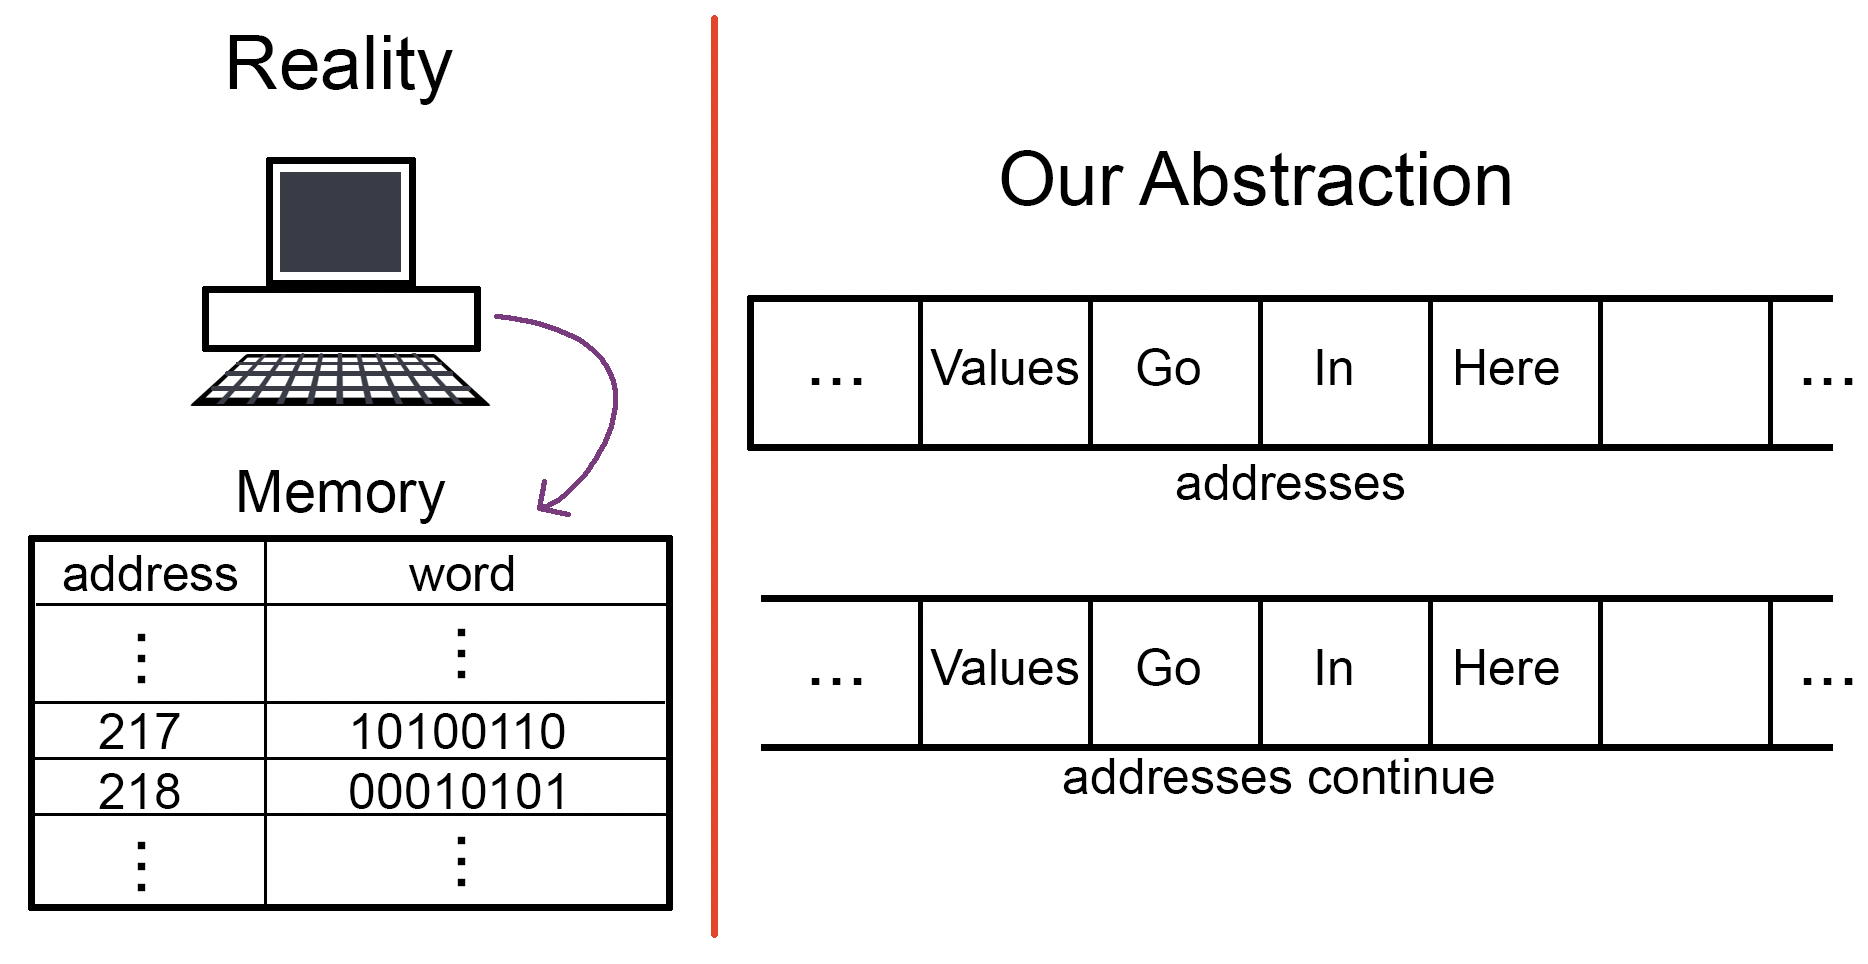 Reality
Memory
address word
⋮ ⋮
217 10100110
218 00010101
⋮ ⋮
Our Abstraction
... Values Go In Here ...
addresses
... Values Go In Here ...
addresses continue